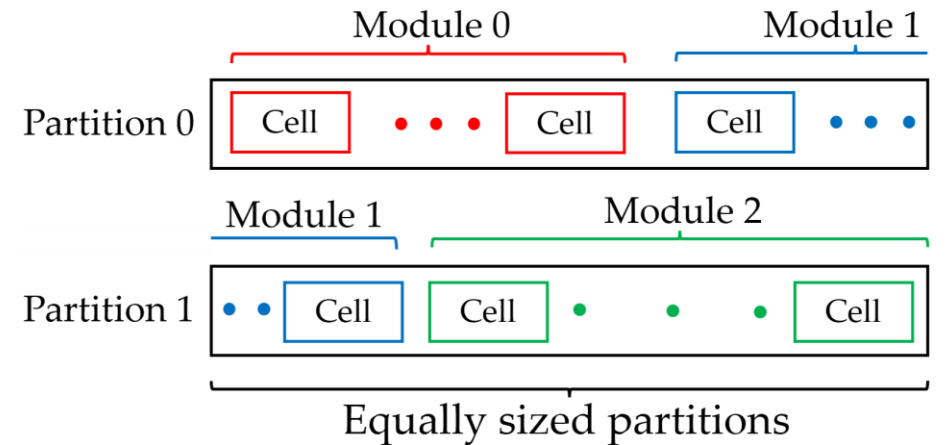 Module 0 Module 1
Partition 0 Cell Cell Cell
Module 1 Module 2
Partition 1 Cell Cell Cell
Equally sized partitions